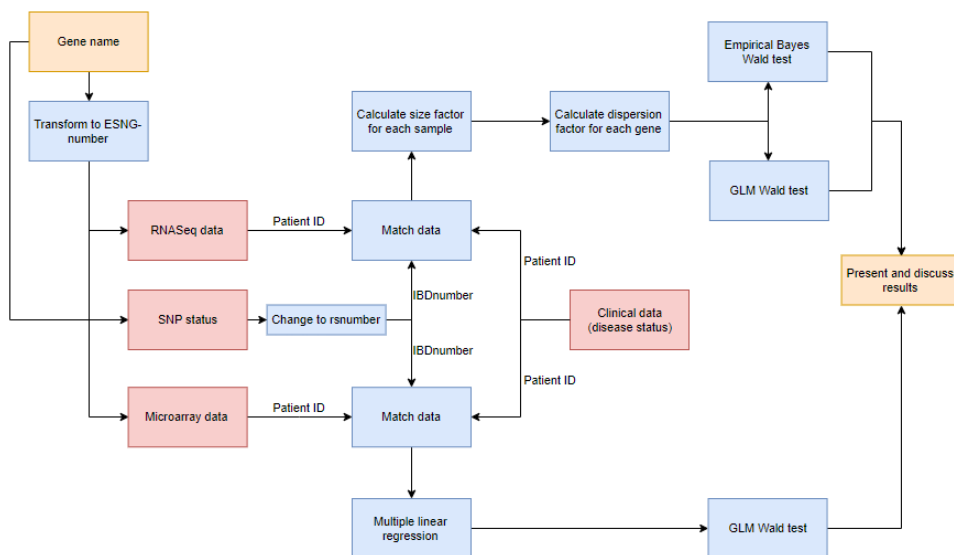 Gene name
Empirical Bayes
Wald test
Transform to ESNG-
number
Calculate size factor
for each sample
Calculate dispersion
factor for each gene
GLM Wald test
RNASeq data
Patient ID
Match data
Patient ID
Present and discuss
results
IBDnumber
SNP status
Change to rsnumber
Clinical data
(disease status)
IBDnumber
Patient ID
Microarray data
Patient ID
Match data
Multiple linear
regression
GLM Wald test